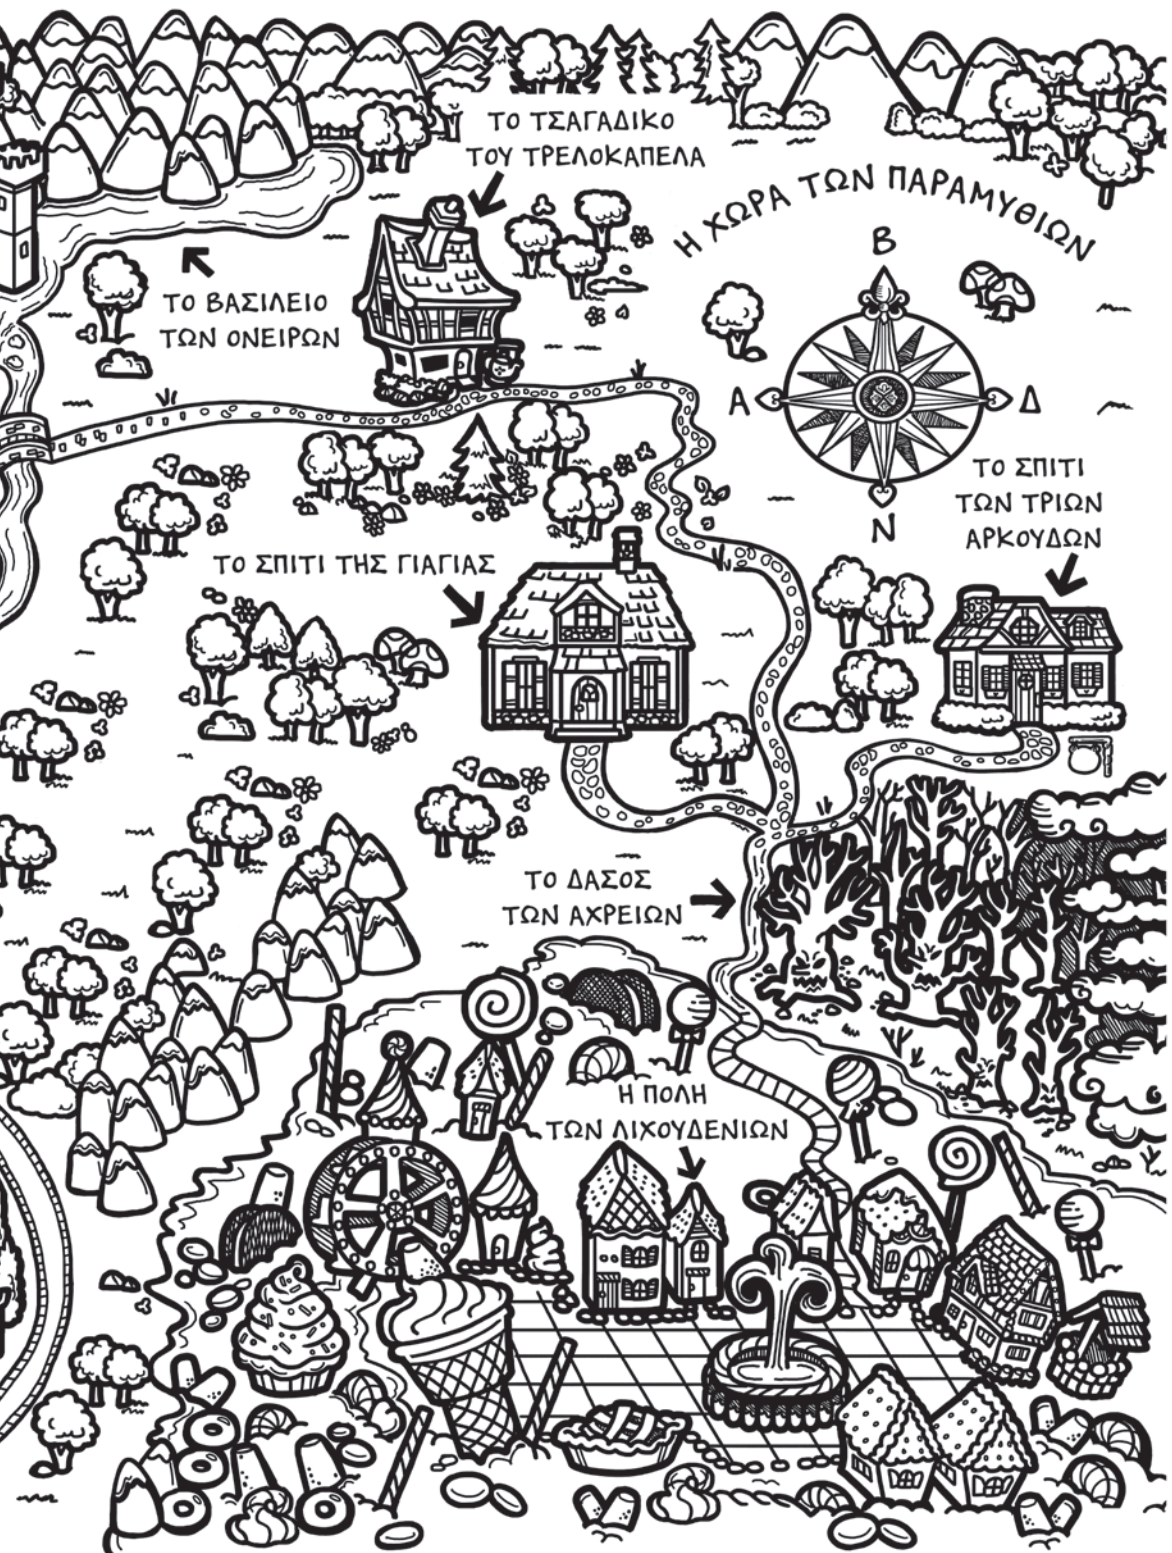 ΤΟ ΤΣΑΓΑΔΙΚΟ
ΤΟΥ ΤΡΕΛΟΚΑΠΕΛΑ
Η ΧΩΡΑ ΤΩΝ ΠΑΡΑΜΥΘΙΩΝ
Β
Α
Δ
Ν
ΤΟ ΒΑΣΙΛΕΙΟ
ΤΩΝ ΟΝΕΙΡΩΝ
ΤΟ ΣΠΙΤΙ
ΤΩΝ ΤΡΙΩΝ
ΑΡΚΟΥΔΩΝ
ΤΟ ΣΠΙΤΙ ΤΗΣ ΓΙΑΓΙΑΣ
ΤΟ ΔΑΣΟΣ
ΤΩΝ ΑΧΡΕΙΩΝ
Η ΠΟΛΗ
ΤΩΝ ΛΙΧΟΥΔΕΝΙΩΝ